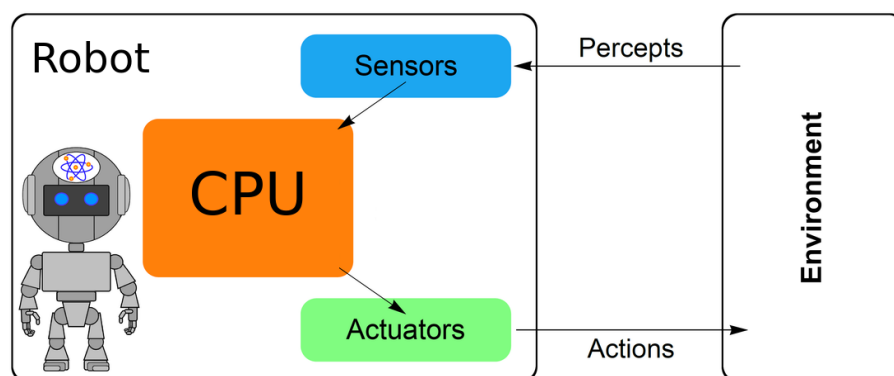 Robot
Sensors
Percepts
CPU
Environment
Actuators
Actions